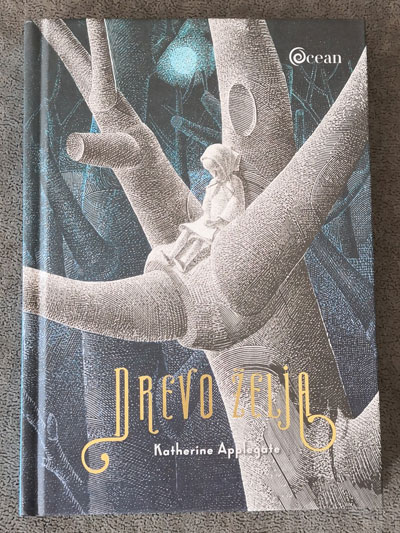 Ocean
DREVO ŽELJA
Katherine Applegate